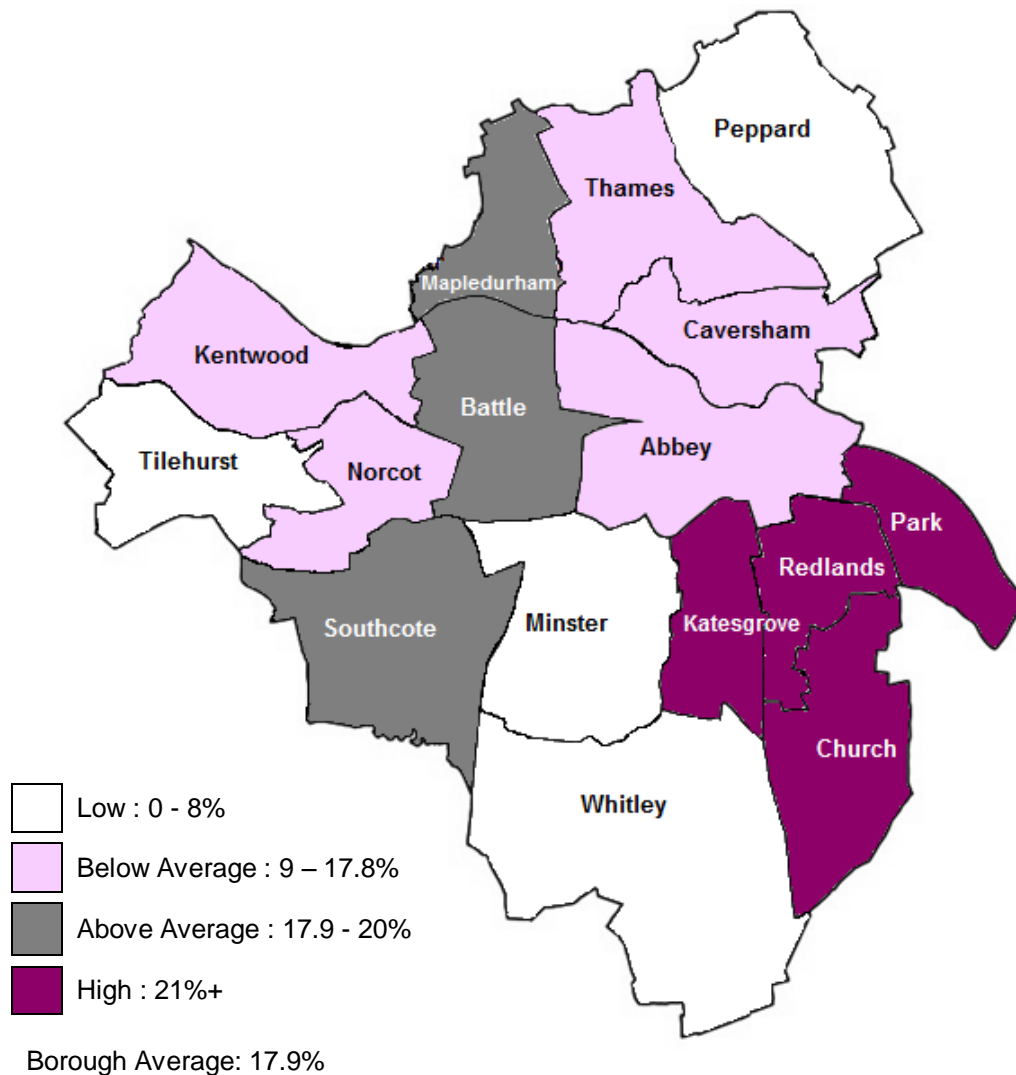 Peppard
Thames
Mapledurham
Caversham
Kentwood
Battle
Abbey
Tilehurst
Norcot
Park
Redlands
Southcote
Minster
Katesgrove
Church
Whitley
Low : 0 - 8%
Below Average : 9 – 17.8%
Above Average : 17.9 - 20%
High : 21%+
Borough Average: 17.9%